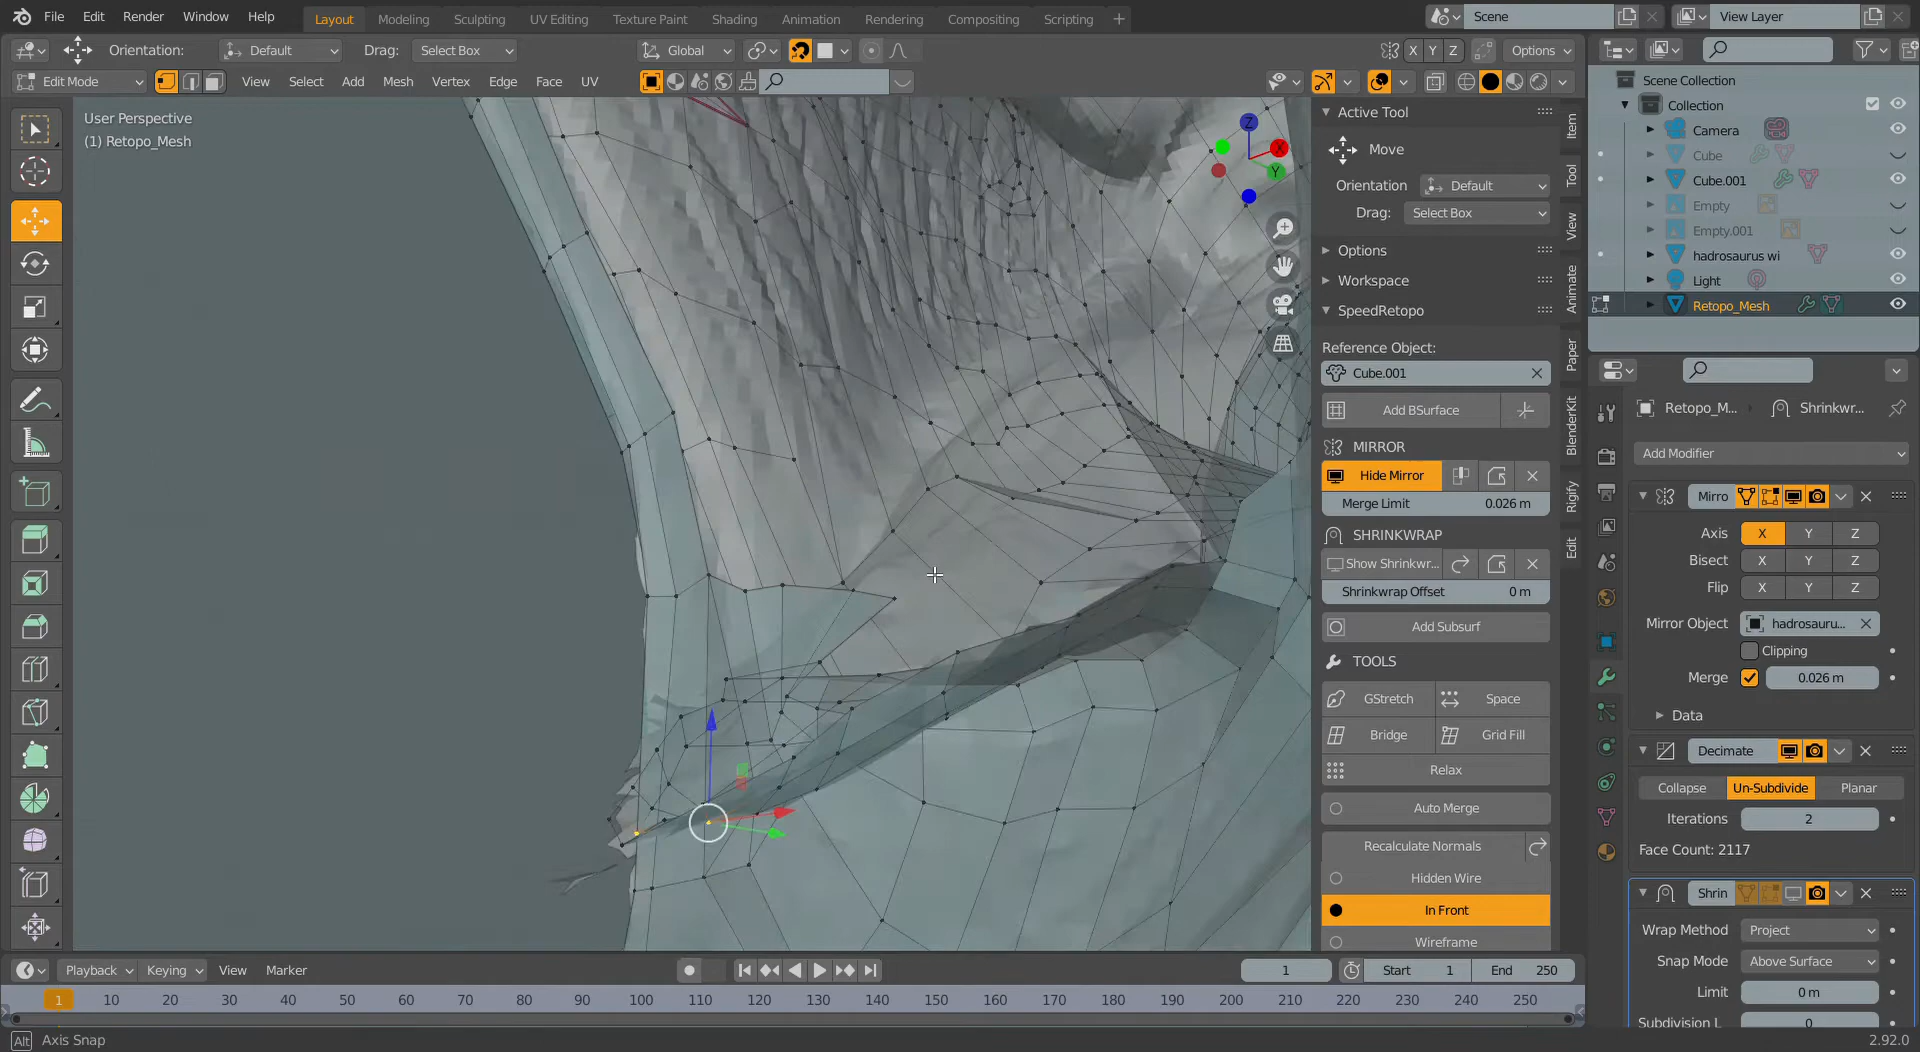 File Edit Render Window Help Layout Modeling Sculpting UV Editing Texture Paint Shading Animation Rendering Compositing Scripting + Scene View Layer
Orientation: Default Drag: Select Box Global X Y Z Options
Edit Mode View Select Add Mesh Vertex Edge Face UV
User Perspective
(1) Retopo_Mesh
Z
X
Y
Active Tool
Move
Orientation Default
Drag: Select Box
Options
Workspace
SpeedRetopo
Reference Object:
Cube.001
Add BSurface
MIRROR
Hide Mirror
Merge Limit 0.026 m
SHRINKWRAP
Show Shrinkwr...
Shrinkwrap Offset 0 m
Add Subsurf
TOOLS
GStretch Space
Bridge Grid Fill
Relax
Auto Merge
Recalculate Normals
Hidden Wire
In Front
Wireframe
Item
Tool
View
Animate
Paper
BlenderKit
Rigify
Edit
Scene Collection
Collection
Camera
Cube
Cube.001
Empty
Empty.001
hadrosaurus wi
Light
Retopo_Mesh
Retopo_M... Shrinkwr...
Add Modifier
Mirro
Axis X Y Z
Bisect X Y Z
Flip X Y Z
Mirror Object hadrosauru...
Clipping
Merge 0.026 m
Data
Decimate
Collapse Un-Subdivide Planar
Iterations 2
Face Count: 2117
Shrin
Wrap Method Project
Snap Mode Above Surface
Limit 0 m
Subdivision L 0
Playback Keying View Marker 1 Start 1 End 250
1 10 20 30 40 50 60 70 80 90 100 110 120 130 140 150 160 170 180 190 200 210 220 230 240 250
Alt Axis Snap 2.92.0